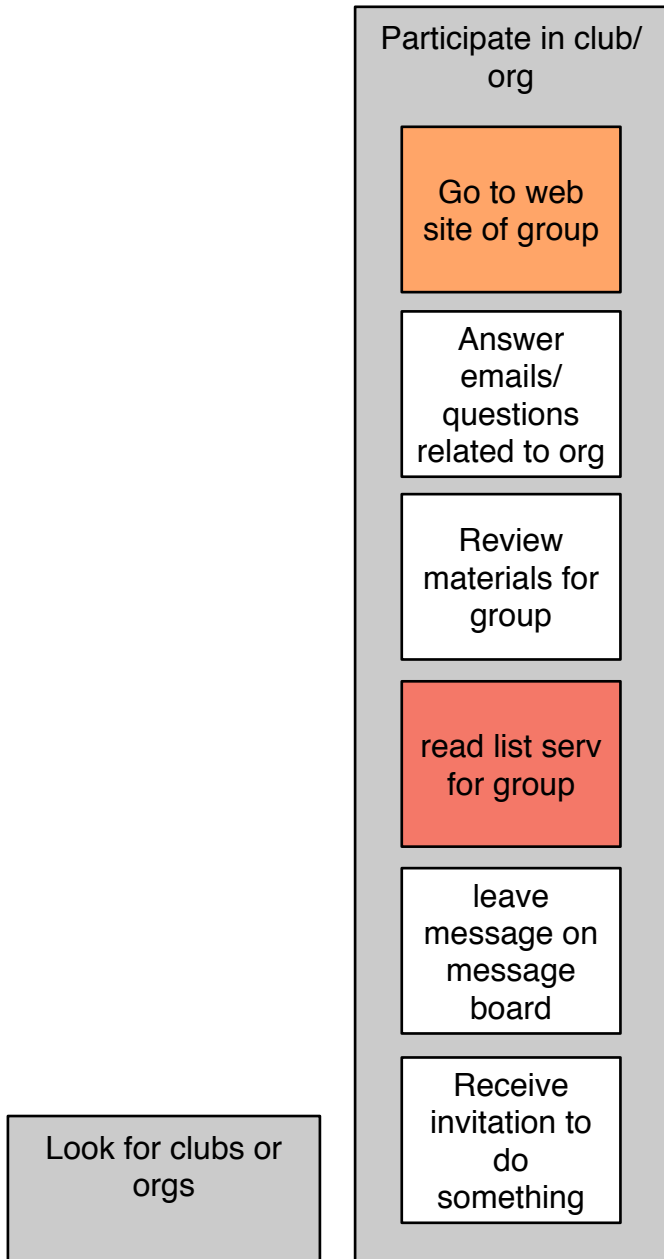 Participate in club/
org
Go to web
site of group
Answer
emails/
questions
related to org
Review
materials for
group
read list serv
for group
leave
message on
message
board
Receive
invitation to
do
something
Look for clubs or
orgs